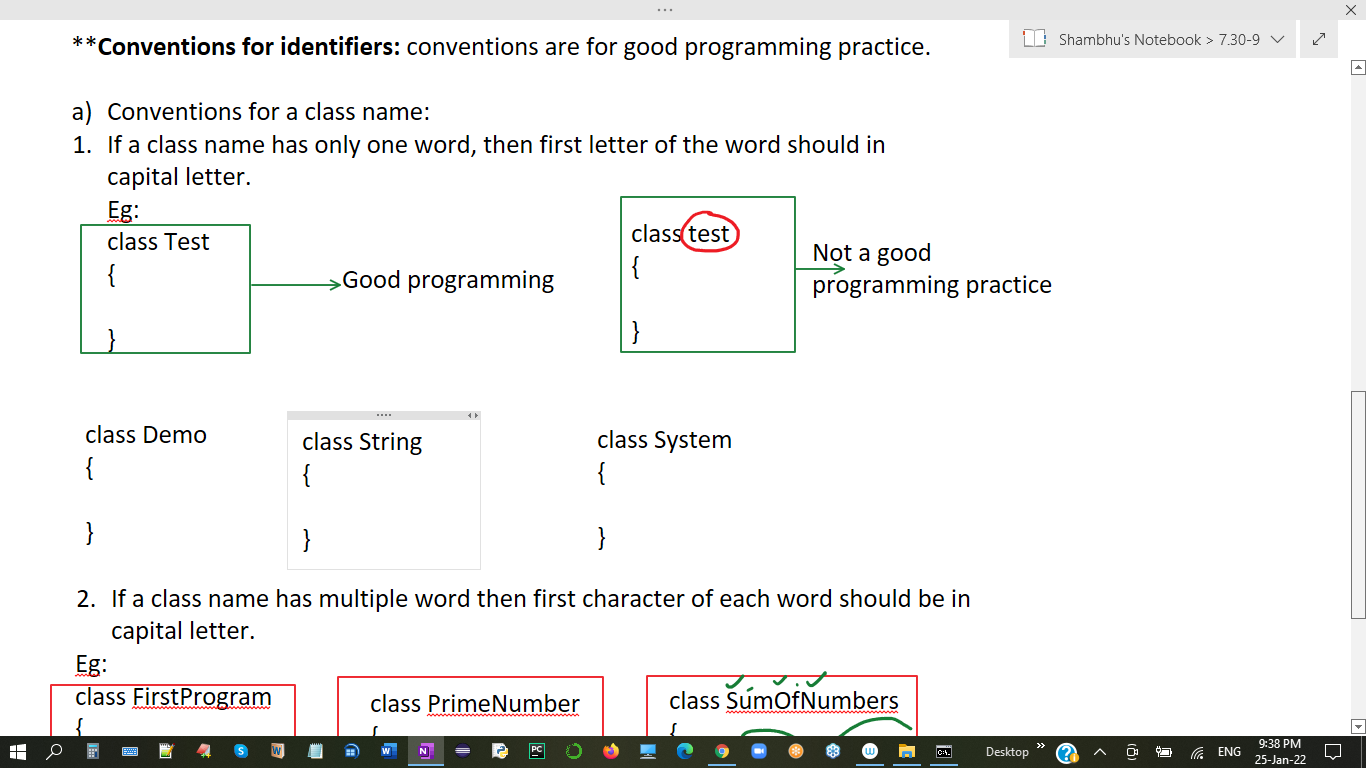 Shambhu's Notebook > 7.30-9
**Conventions for identifiers: conventions are for good programming practice.
a) Conventions for a class name:
1. If a class name has only one word, then first letter of the word should in
capital letter.
Eg:
class Test
{
}
Good programming
class test
{
}
Not a good
programming practice
class Demo
{
}
class String
{
}
class System
{
}
2. If a class name has multiple word then first character of each word should be in
capital letter.
Eg:
class FirstProgram
{
class PrimeNumber
{
class SumOfNumbers
{
Desktop
ENG
9:38 PM
25-Jan-22